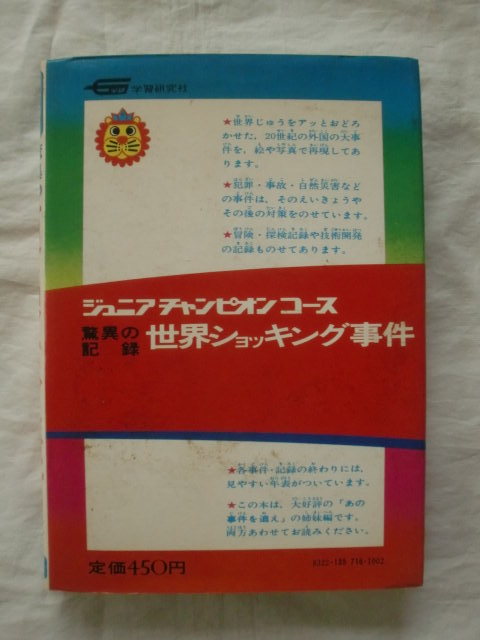 学習研究社
★世界じゅうをアッとおどろ
かせた、20世紀の外国の大事
件を、絵や写真で再現してあ
ります。
★犯罪・事故・自然災害など
の事件は、そのえいきょうや
その後の対策をのせています。
★冒険・探検記録や技術開発
の記録ものせてあります。
ジュニアチャンピオンコース
驚異の
記録
世界ショッキング事件
★各事件・記録の終わりには、
見やすい年表がついています。
★この本は、大好評の「あの
事件を追え」の姉妹編です。
両方あわせてお読みください。
定価450円